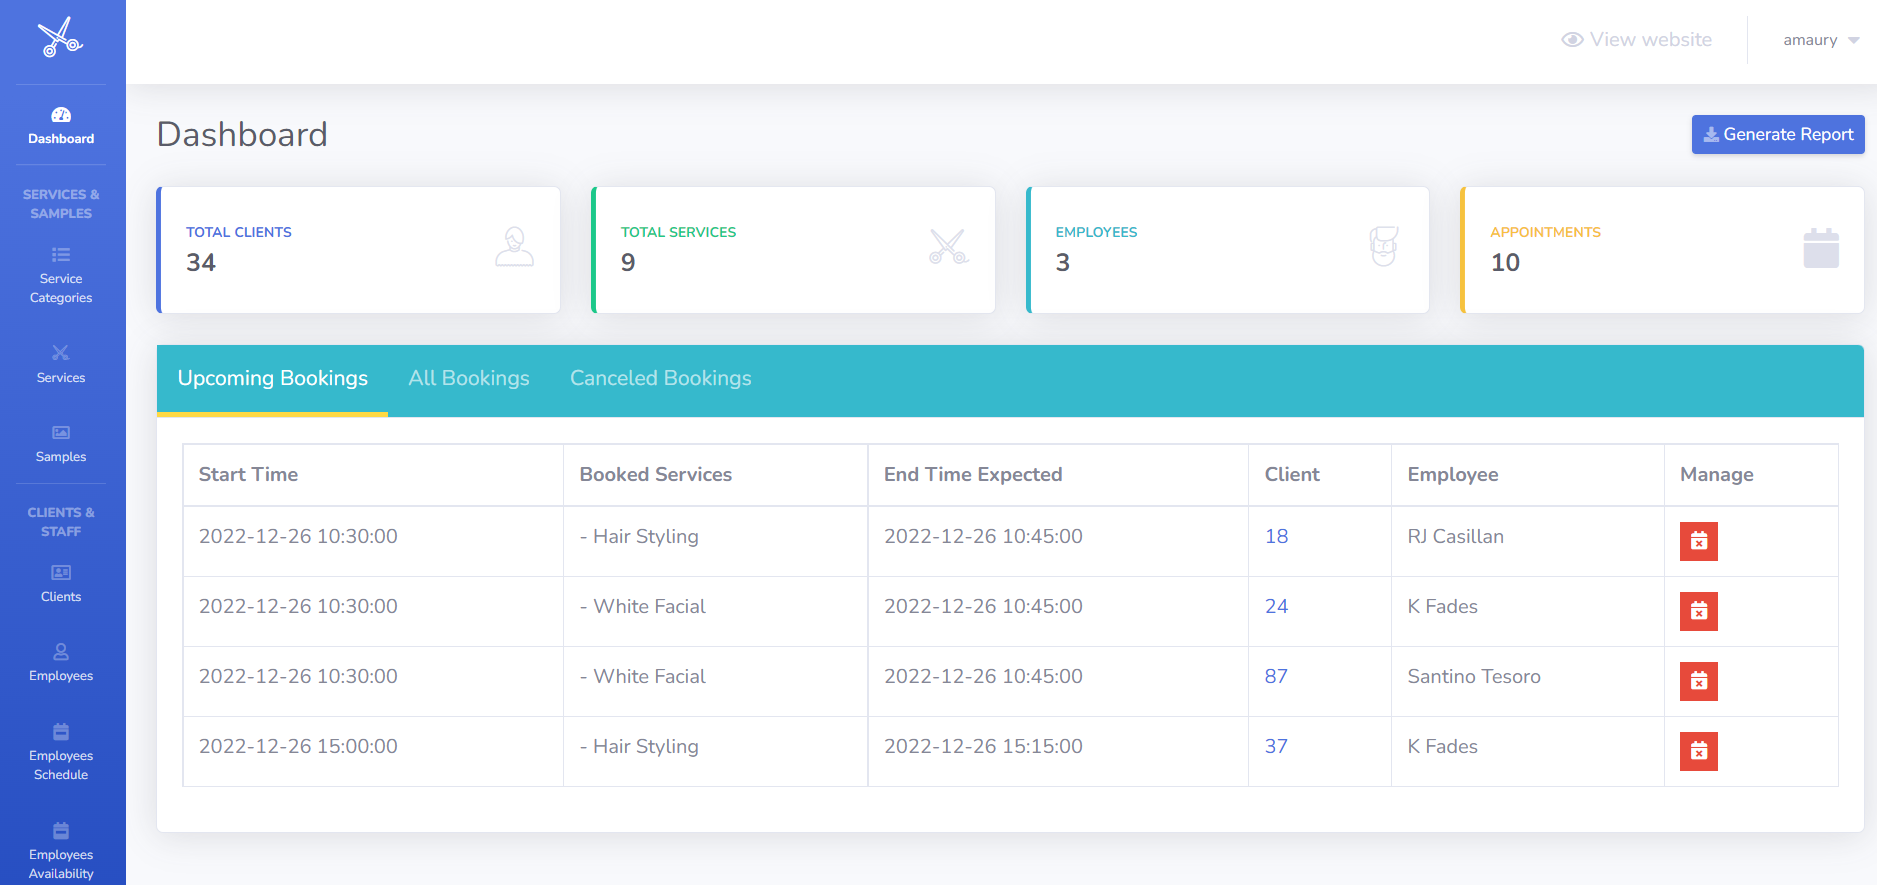 View website
amaury
Dashboard
SERVICES &
SAMPLES
Service
Categories
Services
Samples
CLIENTS &
STAFF
Clients
Employees
Employees
Schedule
Employees
Availability
Dashboard
Generate Report
TOTAL CLIENTS
34
TOTAL SERVICES
9
EMPLOYEES
3
APPOINTMENTS
10
Upcoming Bookings All Bookings Canceled Bookings
Start Time Booked Services End Time Expected Client Employee Manage
2022-12-26 10:30:00 - Hair Styling 2022-12-26 10:45:00 18 RJ Casillan
2022-12-26 10:30:00 - White Facial 2022-12-26 10:45:00 24 K Fades
2022-12-26 10:30:00 - White Facial 2022-12-26 10:45:00 87 Santino Tesoro
2022-12-26 15:00:00 - Hair Styling 2022-12-26 15:15:00 37 K Fades